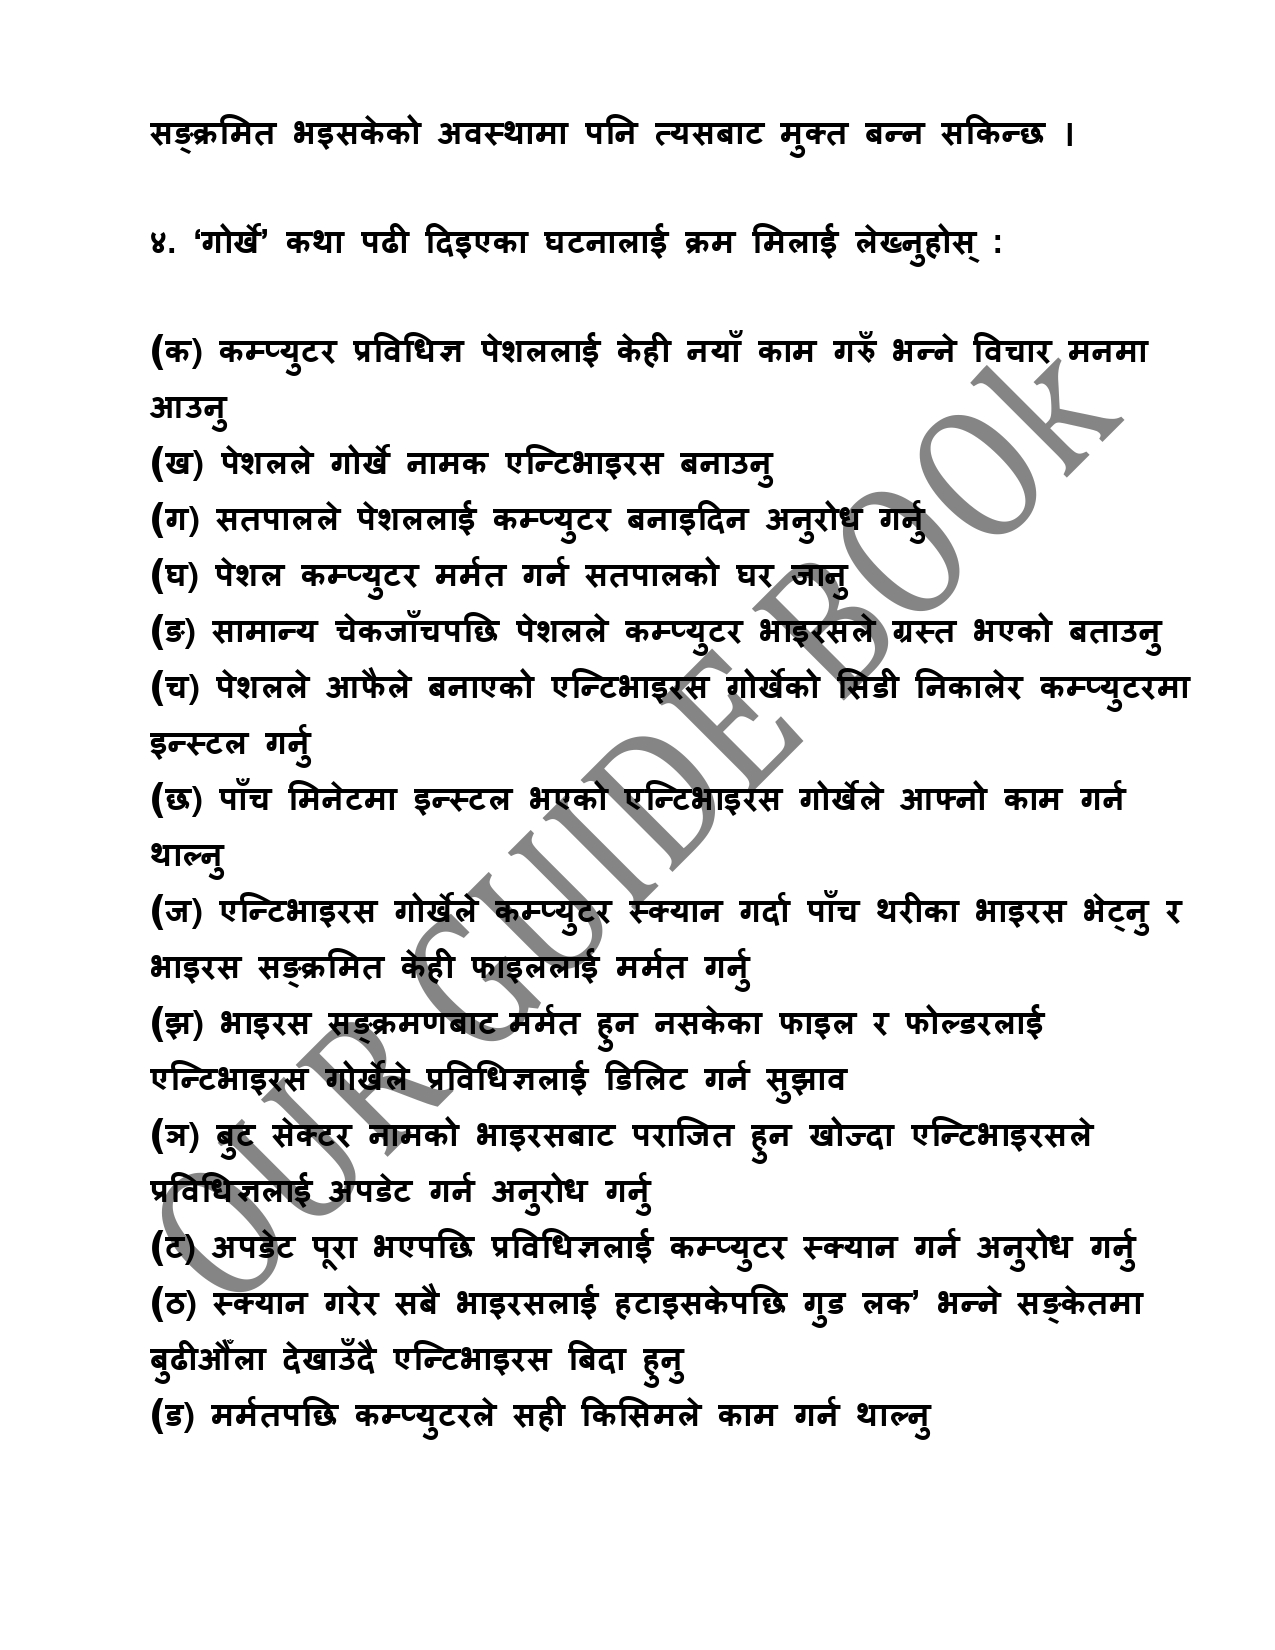 सङ्क्रमित भइसकेको अवस्थामा पनि त्यसबाट मुक्त बन्न सकिन्छ ।
४. ‘गोर्खे’ कथा पढी दिइएका घटनालाई क्रम मिलाई लेख्नुहोस् :
(क) कम्प्युटर प्रविधिज्ञ पेशललाई केही नयाँ काम गरुँ भन्ने विचार मनमा
आउनु
(ख) पेशलले गोर्खे नामक एन्टिभाइरस बनाउनु
(ग) सतपालले पेशललाई कम्प्युटर बनाइदिन अनुरोध गर्नु
(घ) पेशल कम्प्युटर मर्मत गर्न सतपालको घर जानु
(ङ) सामान्य चेकजाँचपछि पेशलले कम्प्युटर भाइरसले ग्रस्त भएको बताउनु
(च) पेशलले आफैले बनाएको एन्टिभाइरस गोर्खेको सिडी निकालेर कम्प्युटरमा
इन्स्टल गर्नु
(छ) पाँच मिनेटमा इन्स्टल भएको एन्टिभाइरस गोर्खेले आफ्नो काम गर्न
थाल्नु
(ज) एन्टिभाइरस गोर्खेले कम्प्युटर स्क्यान गर्दा पाँच थरीका भाइरस भेट्नु र
भाइरस सङ्क्रमित केही फाइललाई मर्मत गर्नु
(झ) भाइरस सङ्क्रमणबाट मर्मत हुन नसकेका फाइल र फोल्डरलाई
एन्टिभाइरस गोर्खेले प्रविधिज्ञलाई डिलिट गर्न सुझाव
(ञ) बुट सेक्टर नामको भाइरसबाट पराजित हुन खोज्दा एन्टिभाइरसले
प्रविधिज्ञलाई अपडेट गर्न अनुरोध गर्नु
(ट) अपडेट पूरा भएपछि प्रविधिज्ञलाई कम्प्युटर स्क्यान गर्न अनुरोध गर्नु
(ठ) स्क्यान गरेर सबै भाइरसलाई हटाइसकेपछि गुड लक’ भन्ने सङ्केतमा
बुढीऔँला देखाउँदै एन्टिभाइरस बिदा हुनु
(ड) मर्मतपछि कम्प्युटरले सही किसिमले काम गर्न थाल्नु
OUR GUIDE BOOk